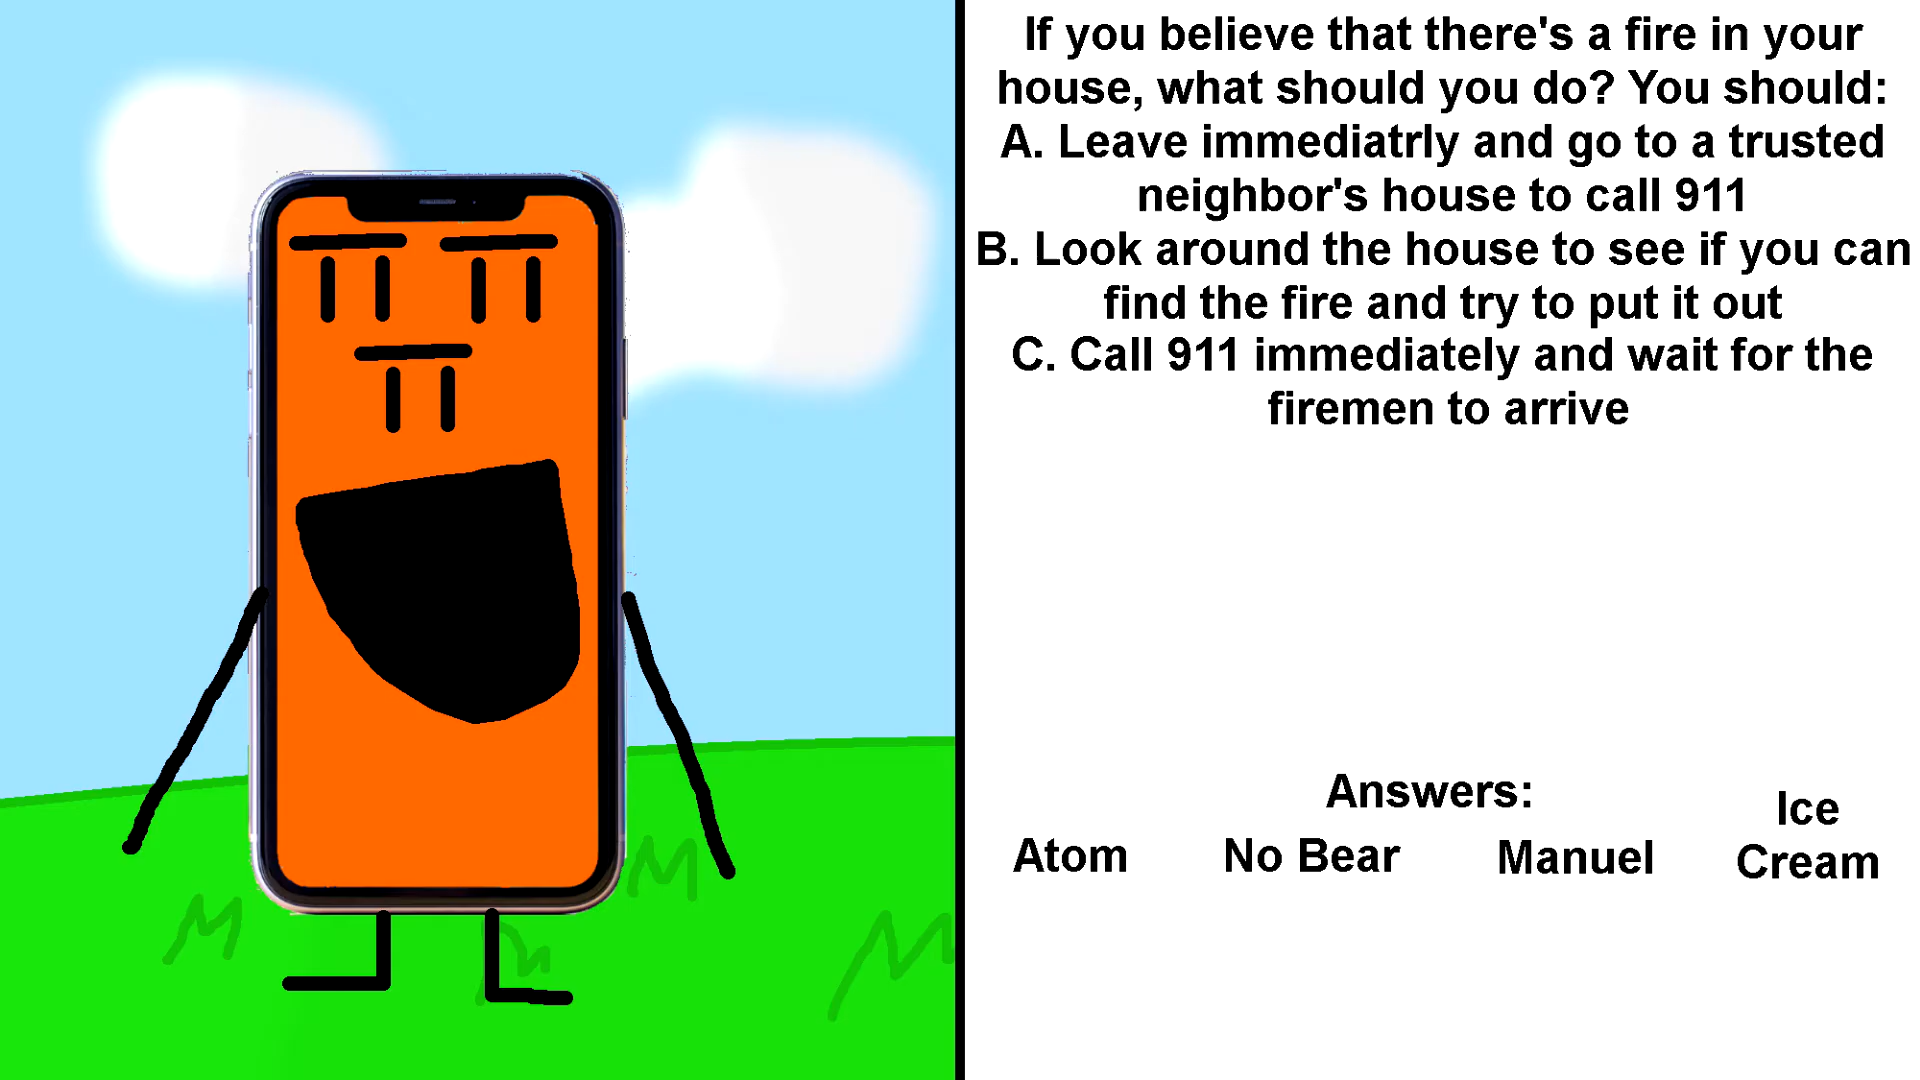 If you believe that there's a fire in your
house, what should you do? You should:
A. Leave immediatrly and go to a trusted
neighbor's house to call 911
B. Look around the house to see if you can
find the fire and try to put it out
C. Call 911 immediately and wait for the
firemen to arrive
Answers:
Atom
No Bear
Manuel
Ice
Cream